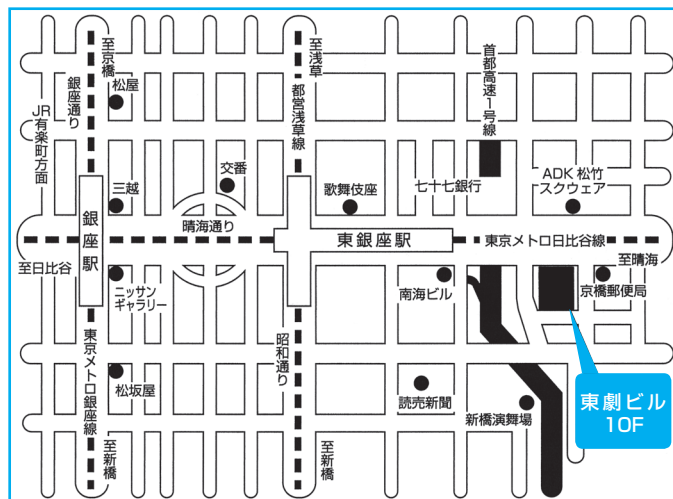 至京橋
銀座通り
松屋
JR有楽町方面
至浅草
都営浅草線
首都高速1号線
三越
交番
歌舞伎座
七十七銀行
ADK 松竹
スクウェア
銀座駅
晴海通り
東銀座駅
東京メトロ日比谷線
至日比谷
至晴海
ニッサン
ギャラリー
南海ビル
京橋郵便局
東京メトロ銀座線
昭和通り
松坂屋
読売新聞
新橋演舞場
東劇ビル
10F
至新橋
至新橋